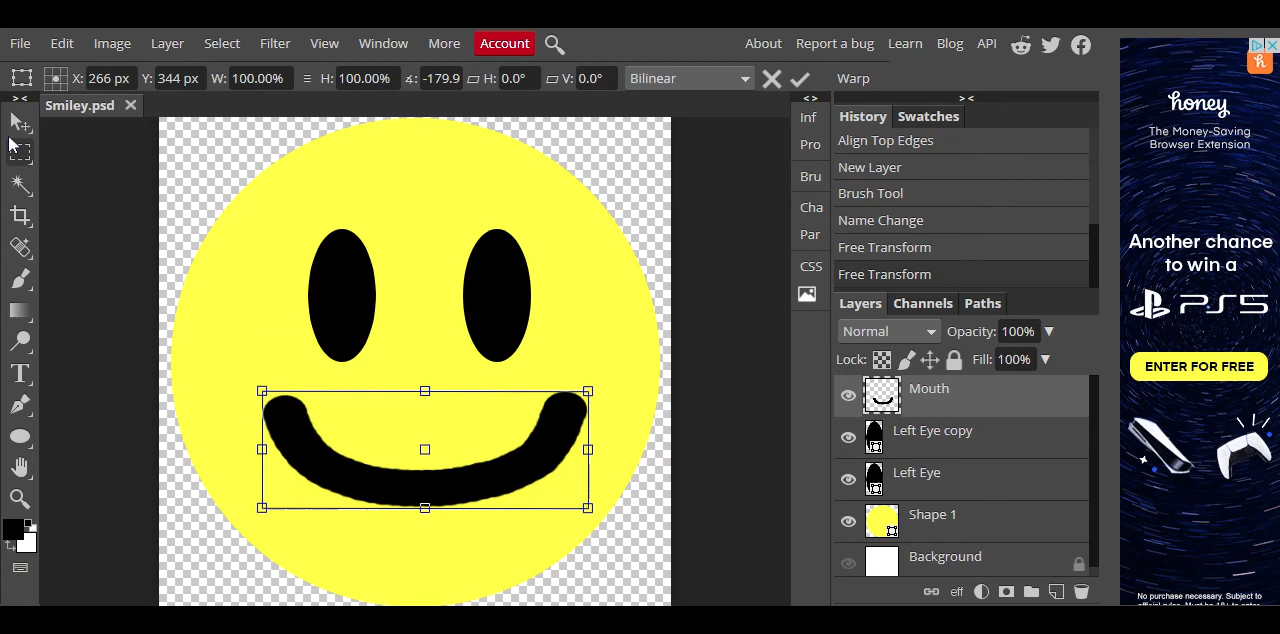 File Edit Image Layer Select Filter View Window More Account About Report a bug Learn Blog API
X: 266 px Y: 344 px W: 100.00% H: 100.00% ∡: -179.9 H: 0.0° V: 0.0° Bilinear Warp
Smiley.psd
Inf
Pro
Bru
Cha
Par
CSS
History Swatches
Align Top Edges
New Layer
Brush Tool
Name Change
Free Transform
Free Transform
Layers Channels Paths
Normal Opacity: 100%
Lock: Fill: 100%
Mouth
Left Eye copy
Left Eye
Shape 1
Background
eff
honey
The Money-Saving
Browser Extension
Another chance
to win a
PS5
ENTER FOR FREE
No purchase necessary. Subject to